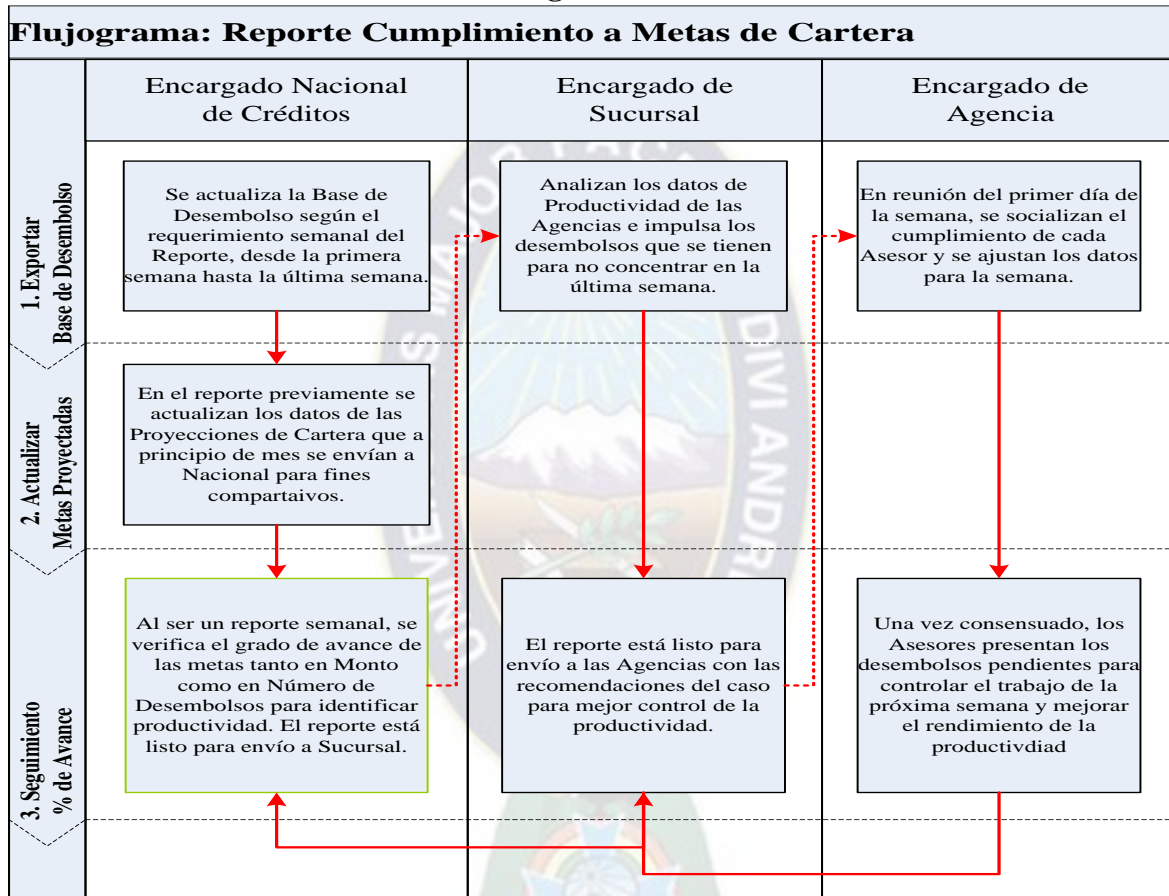 Flujograma: Reporte Cumplimiento a Metas de Cartera
Encargado Nacional
de Créditos
Encargado de
Sucursal
Encargado de
Agencia
1. Exportar
Base de Desembolso
Se actualiza la Base de
Desembolso según el
requerimiento semanal del
Reporte, desde la primera
semana hasta la última semana.
Analizan los datos de
Productividad de las
Agencias e impulsa los
desembolsos que se tienen
para no concentrar en la
última semana.
En reunión del primer día de
la semana, se socializan el
cumplimiento de cada
Asesor y se ajustan los datos
para la semana.
2. Actualizar
Metas Proyectadas
En el reporte previamente se
actualizan los datos de las
Proyecciones de Cartera que a
principio de mes se envían a
Nacional para fines
compartaivos.
3. Seguimiento
% de Avance
Al ser un reporte semanal, se
verifica el grado de avance de
las metas tanto en Monto
como en Número de
Desembolsos para identificar
productividad. El reporte está
listo para envío a Sucursal.
El reporte está listo para
envío a las Agencias con las
recomendaciones del caso
para mejor control de la
productividad.
Una vez consensuado, los
Asesores presentan los
desembolsos pendientes para
controlar el trabajo de la
próxima semana y mejorar
el rendimiento de la
productivdiad